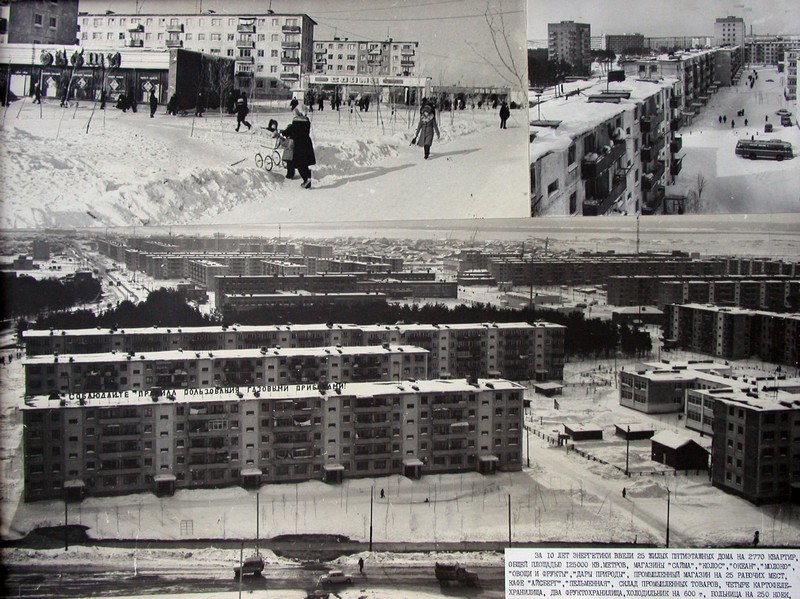 СОБЛЮДАЙТЕ ПРАВИЛА ПОЛЬЗОВАНИЯ ГАЗОВЫМИ ПРИБОРАМИ!
ЗА 10 ЛЕТ ЭНЕРГЕТИКИ ВВЕЛИ 25 ЖИЛЫХ ПЯТИЭТАЖНЫХ ДОМА НА 2770 КВАРТИР,
ОБЩЕЙ ПЛОЩАДЬЮ 125000 КВ.МЕТРОВ, МАГАЗИНЫ "САЙМА","КОЛОС","ОКЕАН","МОЛОКО",
"ОВОЩИ И ФРУКТЫ","ДАРЫ ПРИРОДЫ", ПРОМЫШЛЕННЫЙ МАГАЗИН НА 25 РАБОЧИХ МЕСТ,
КАФЕ "АЙСБЕРГ","ПЕЛЬМЕННАЯ", СКЛАД ПРОМЫШЛЕННЫХ ТОВАРОВ, ЧЕТЫРЕ КАРТОФЕЛЕ-
ХРАНИЛИЩА, ДВА ФРУКТОХРАНИЛИЩА,ХОЛОДИЛЬНИК НА 600 т, БОЛЬНИЦА НА 250 КОЕК,